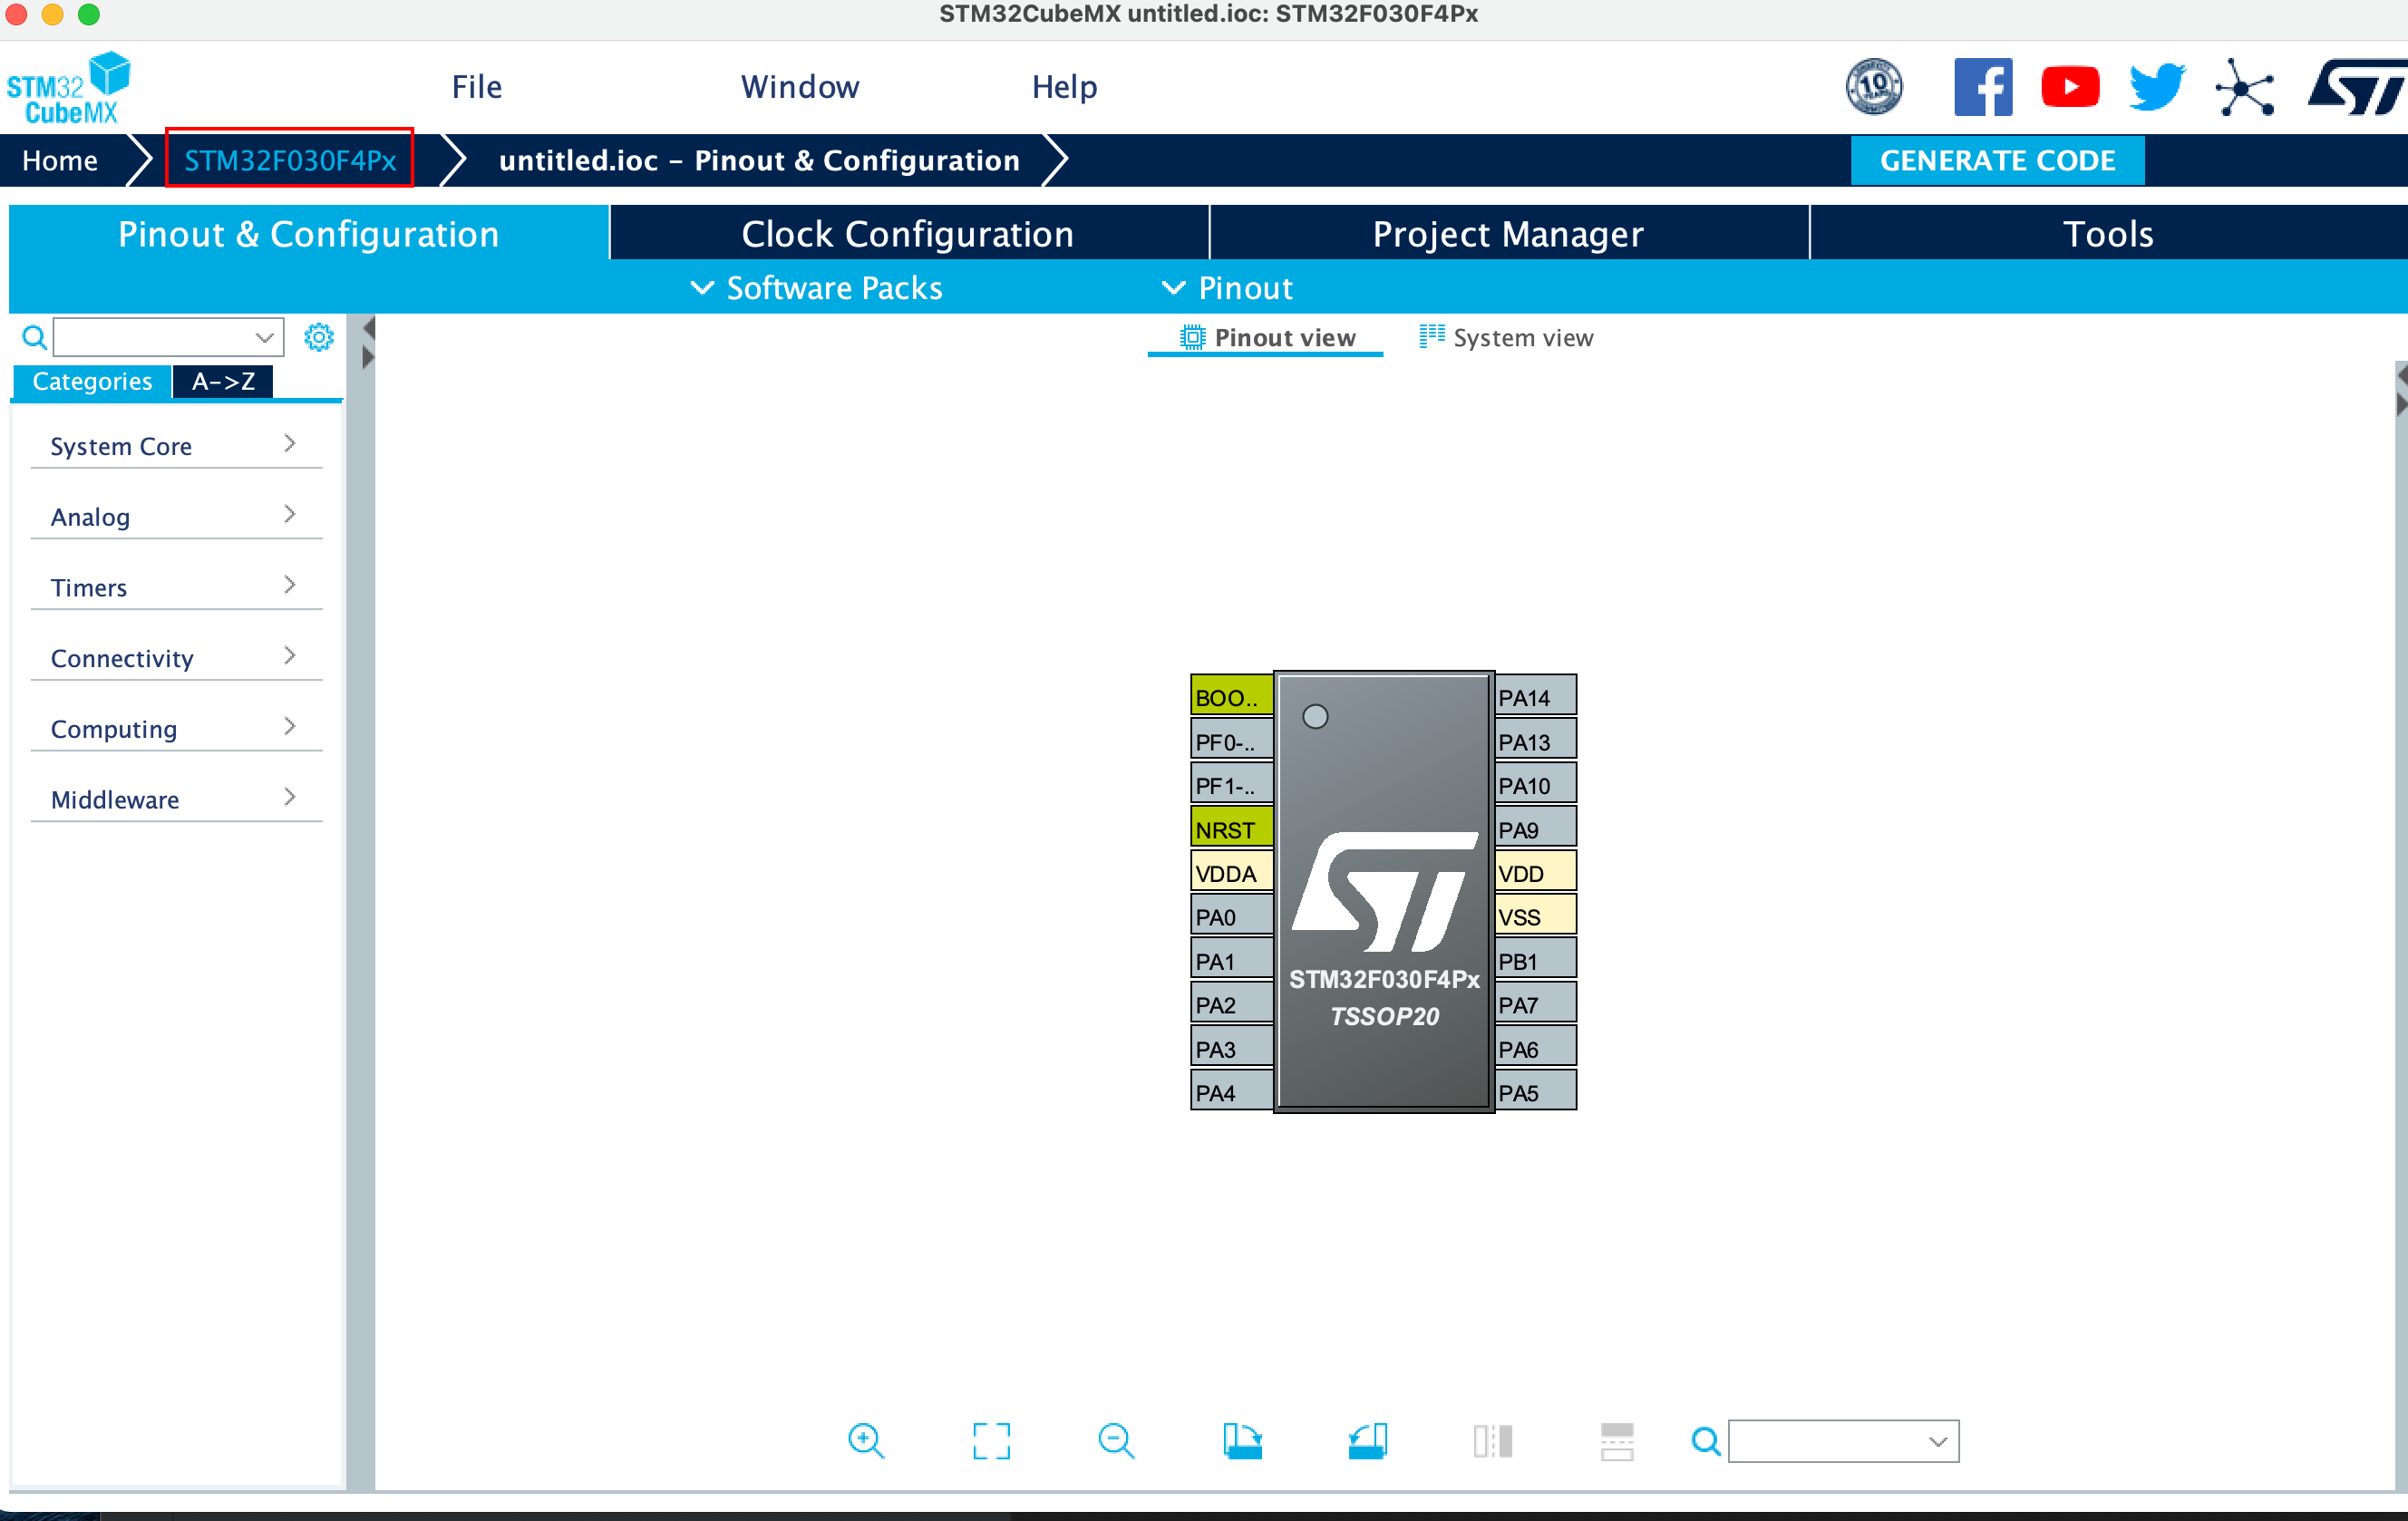 STM32CubeMX untitled.ioc: STM32F030F4Px
STM32
CubeMX
File
Window
Help
10
YEARS
Home
STM32F030F4Px
untitled.ioc – Pinout & Configuration
GENERATE CODE
Pinout & Configuration
Clock Configuration
Project Manager
Tools
Software Packs
Pinout
Pinout view
System view
Categories
A->Z
System Core
Analog
Timers
Connectivity
Computing
Middleware
BOO..
PF0-..
PF1-..
NRST
VDDA
PA0
PA1
PA2
PA3
PA4
ST
STM32F030F4Px
TSSOP20
PA14
PA13
PA10
PA9
VDD
VSS
PB1
PA7
PA6
PA5